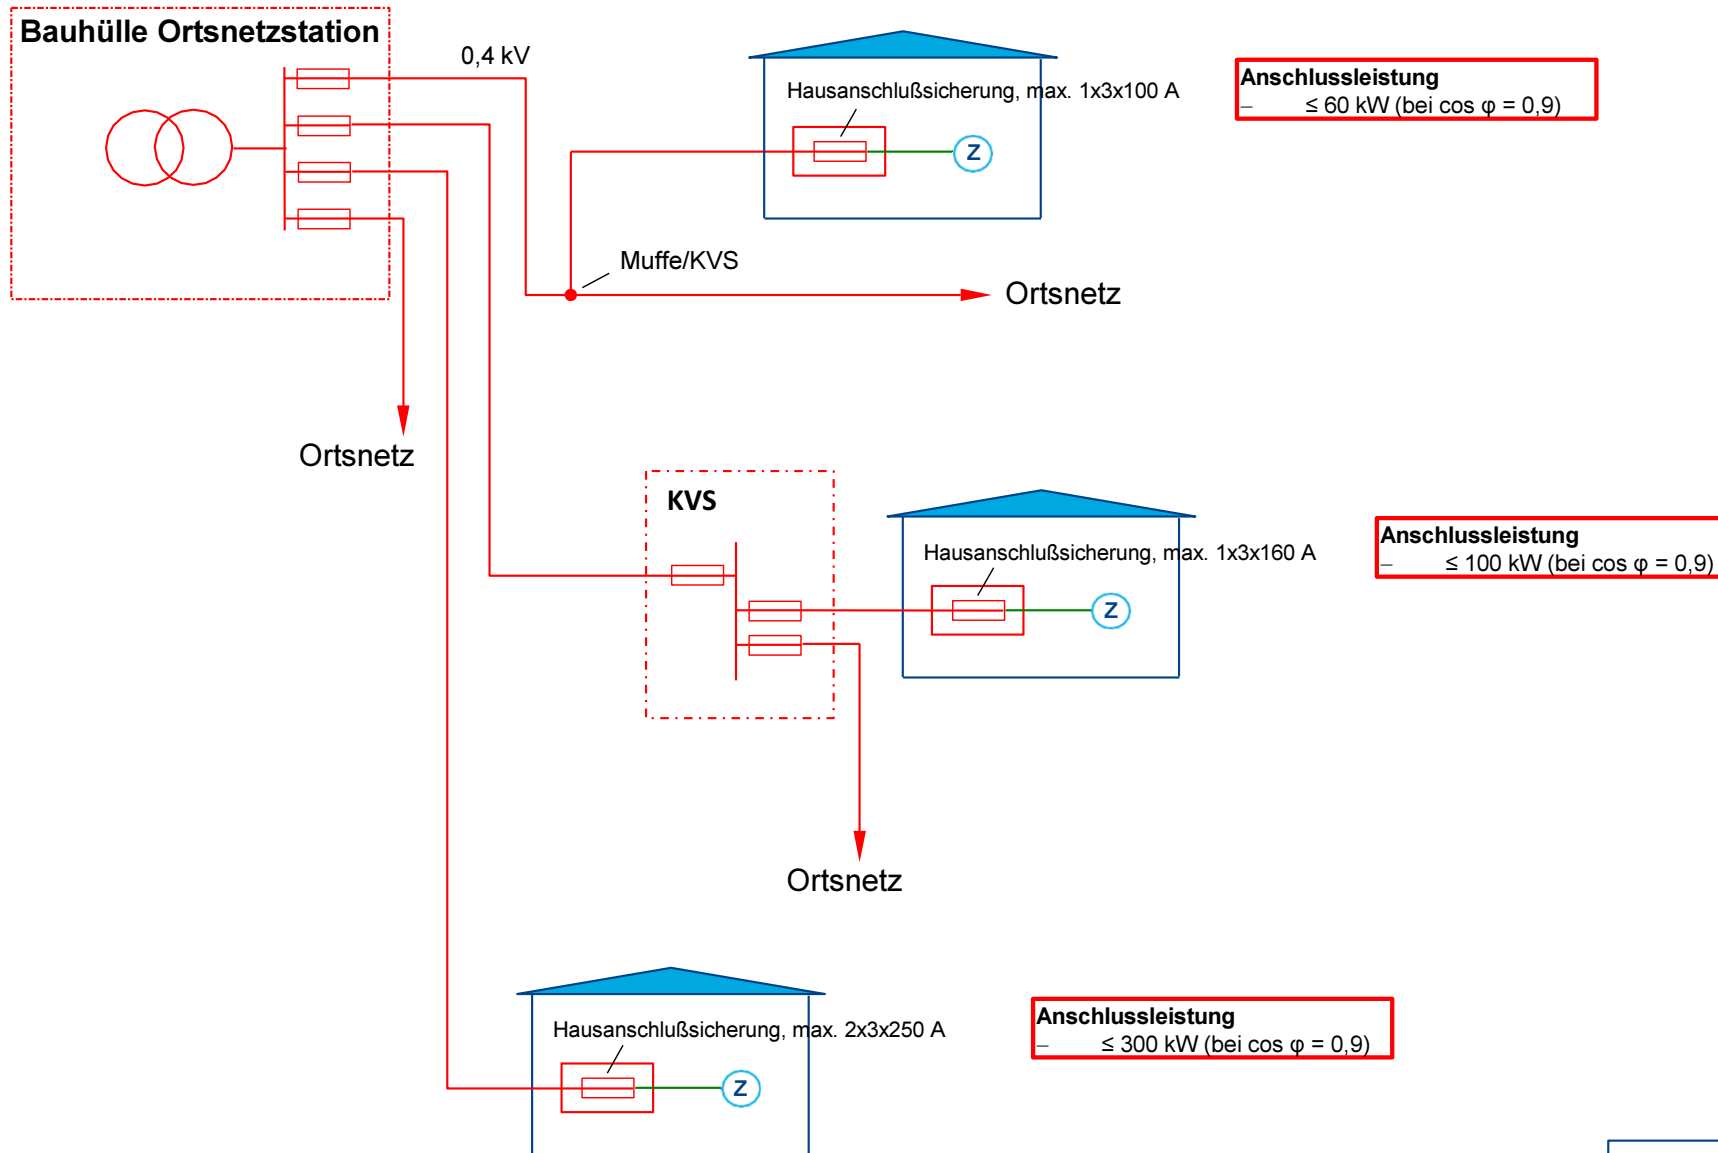 Bauhülle Ortsnetzstation
0,4 kV
Hausanschlußsicherung, max. 1x3x100 A
Z
Anschlussleistung
– ≤ 60 kW (bei cos φ = 0,9)
Muffe/KVS
Ortsnetz
Ortsnetz
KVS
Hausanschlußsicherung, max. 1x3x160 A
Z
Anschlussleistung
– ≤ 100 kW (bei cos φ = 0,9)
Ortsnetz
Hausanschlußsicherung, max. 2x3x250 A
Z
Anschlussleistung
– ≤ 300 kW (bei cos φ = 0,9)